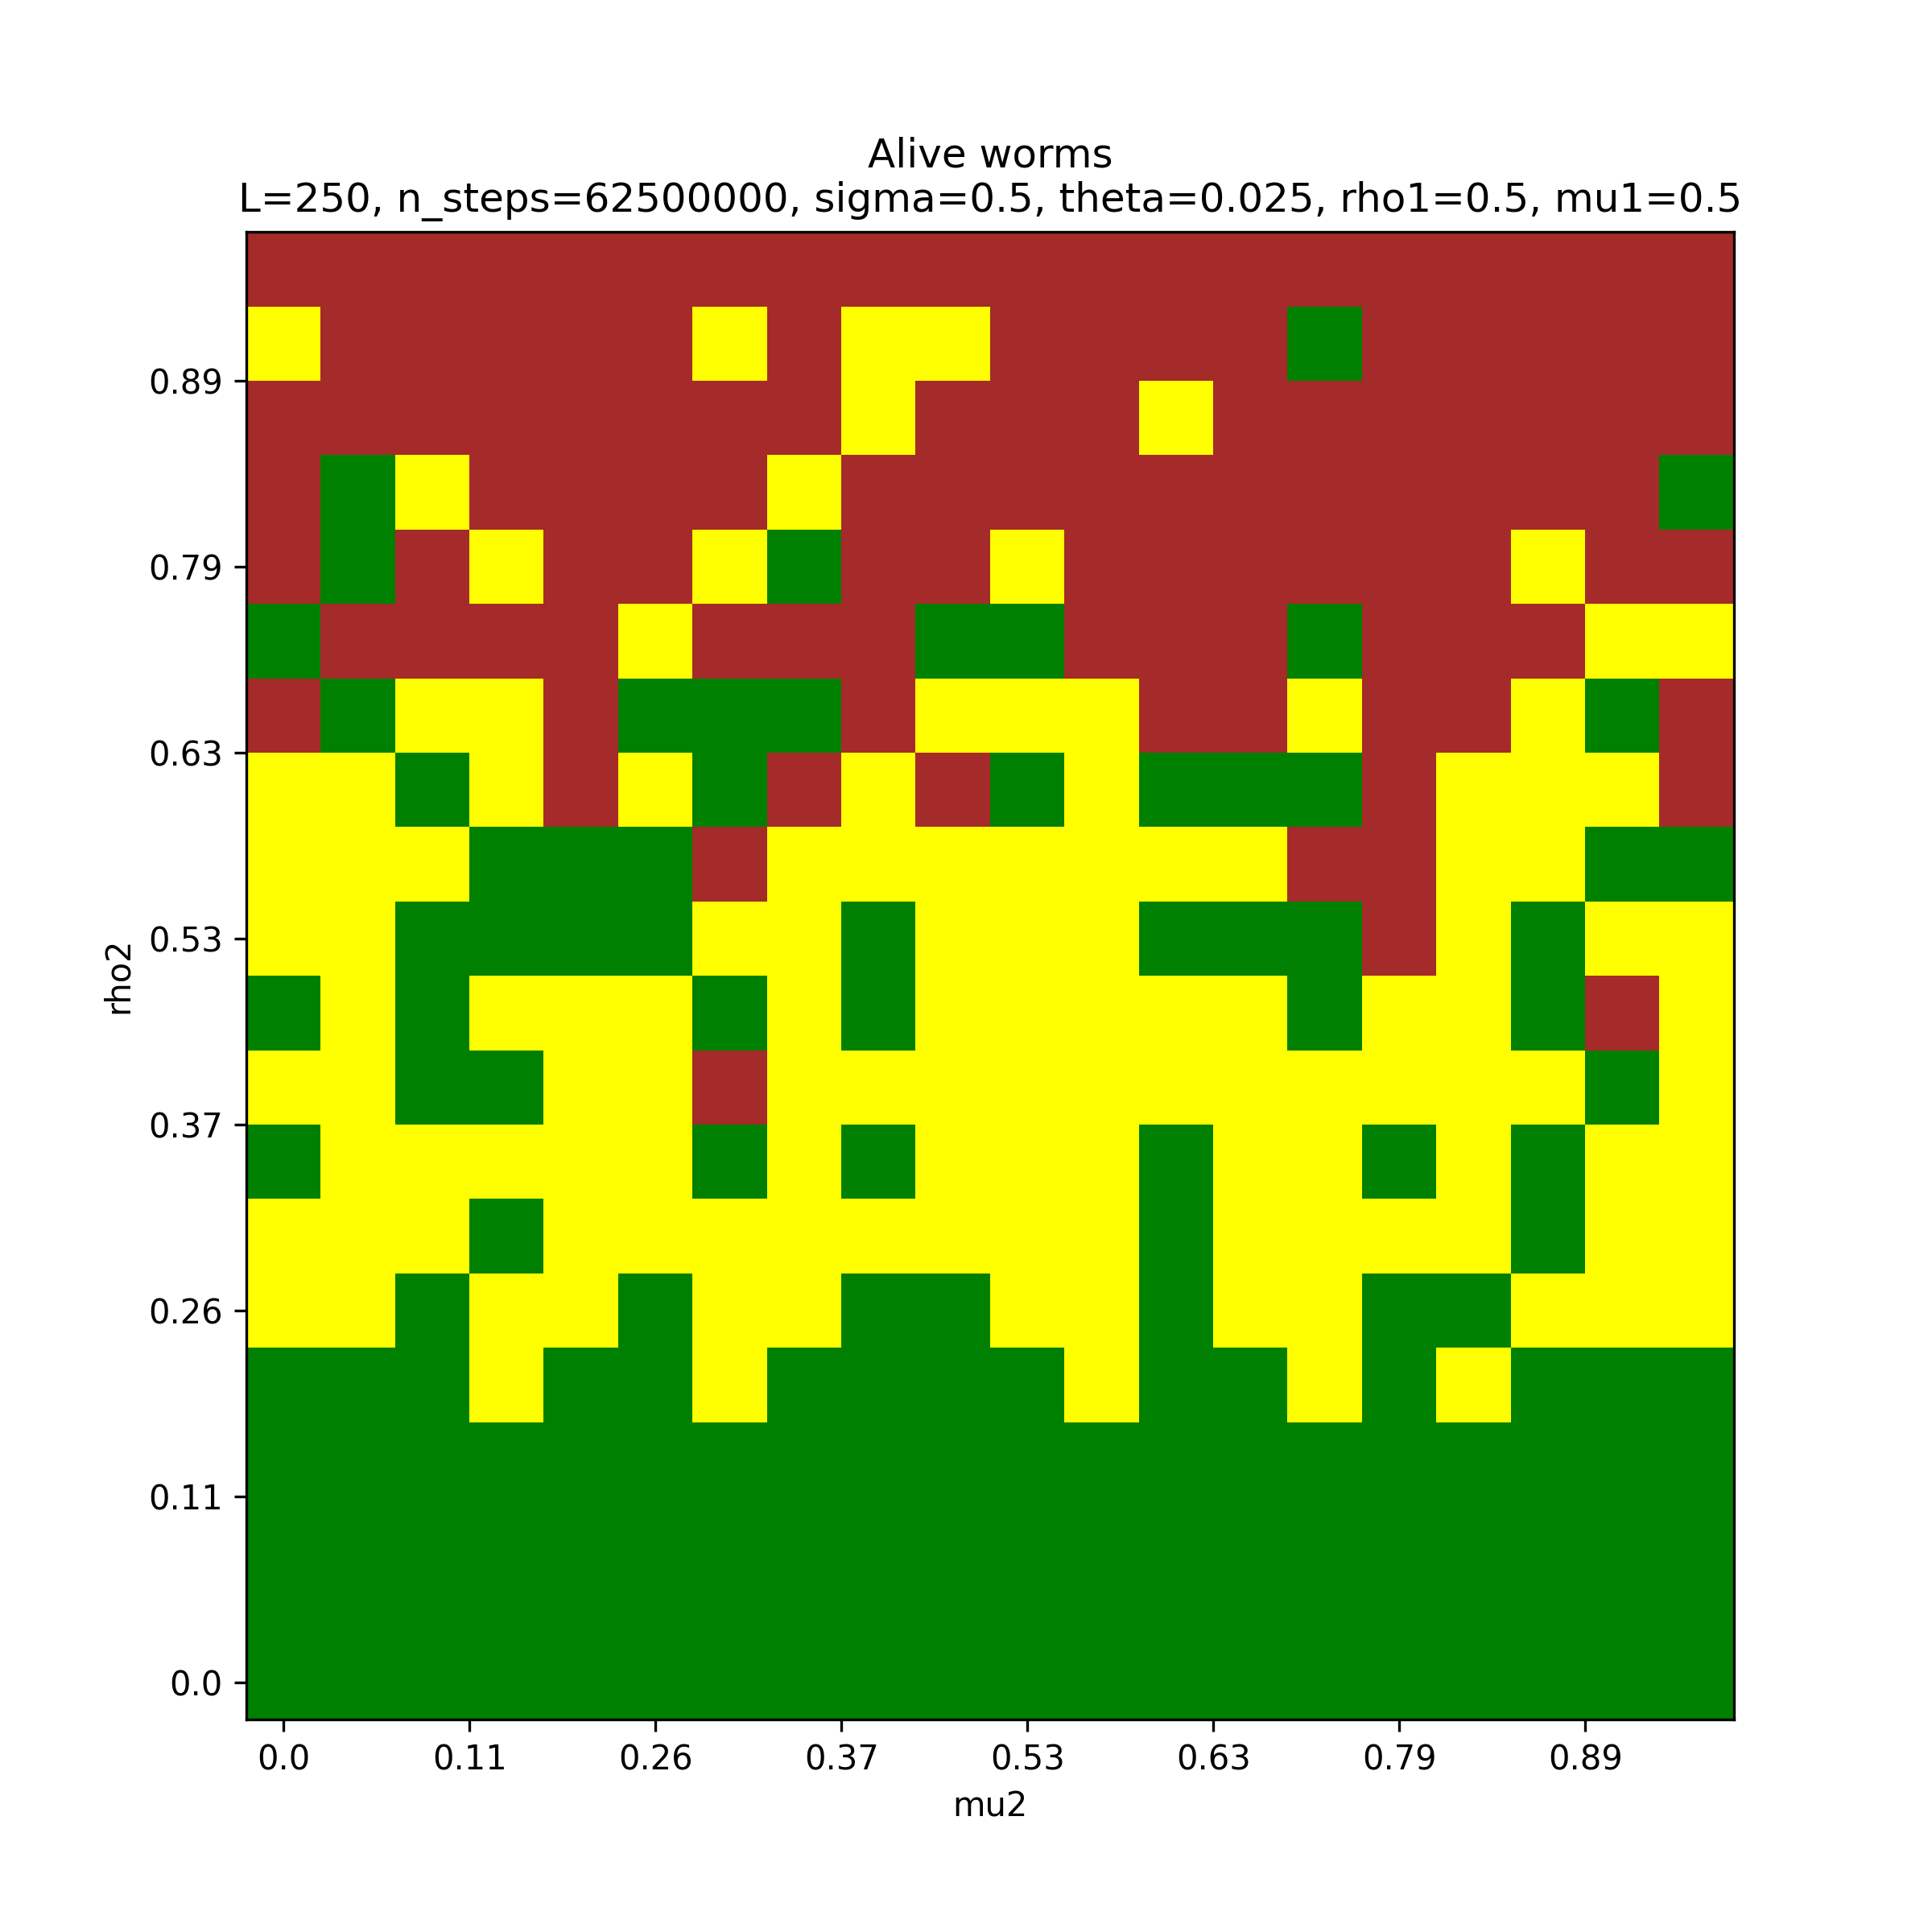 Alive worms
L=250, n_steps=62500000, sigma=0.5, theta=0.025, rho1=0.5, mu1=0.5
0.89
0.79
0.63
0.53
0.37
0.26
0.11
0.0
rho2
0.0 0.11 0.26 0.37 0.53 0.63 0.79 0.89
mu2